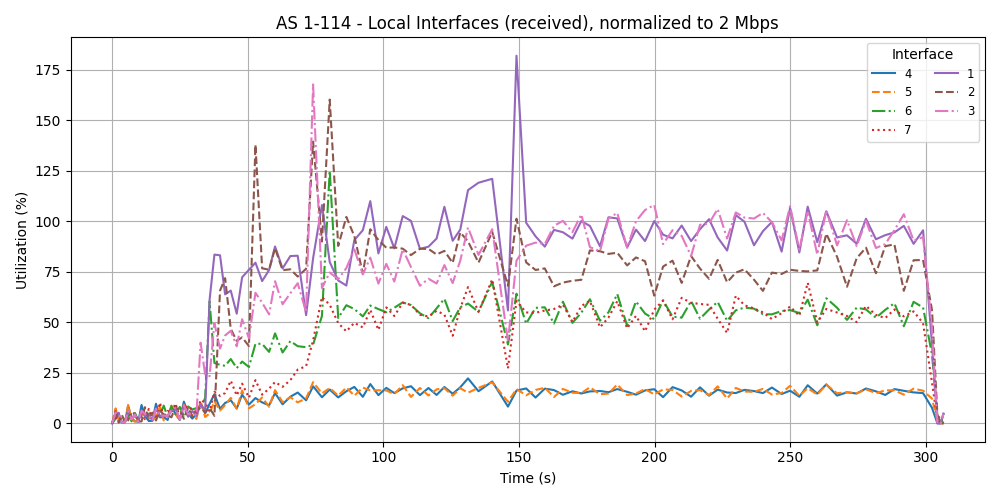 AS 1-114 - Local Interfaces (received), normalized to 2 Mbps
Utilization (%)
175
150
125
100
75
50
25
0
0 50 100 150 200 250 300
Time (s)
Interface
4 1
5 2
6 3
7